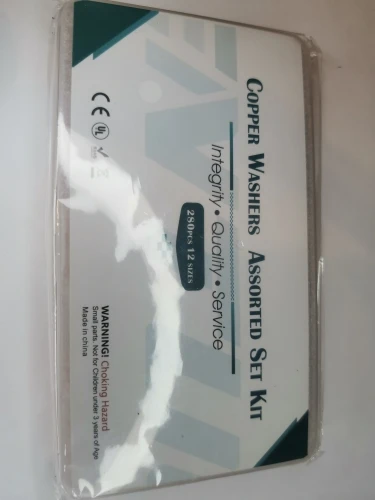 COPPER WASHERS ASSORTED SET KIT
Integrity • Quality • Service
280PCS 12 SIZES
CE
UL
WARNING! Choking Hazard
Small parts. Not for Children under 3 years of Age
Made in china